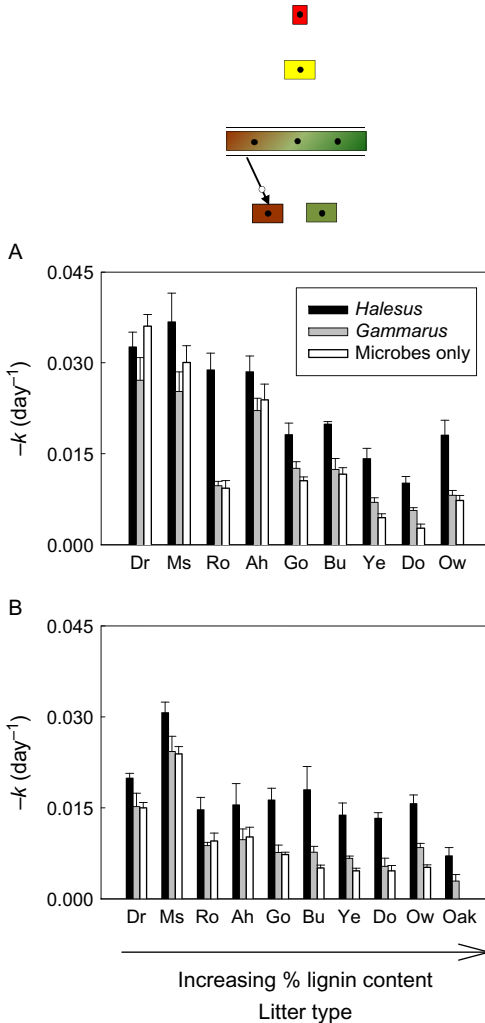 A
0.045
0.030
0.015
0.000
–k (day–1)
Halesus
Gammarus
Microbes only
Dr Ms Ro Ah Go Bu Ye Do Ow
B
0.045
0.030
0.015
0.000
–k (day–1)
Dr Ms Ro Ah Go Bu Ye Do Ow Oak
Increasing % lignin content
Litter type